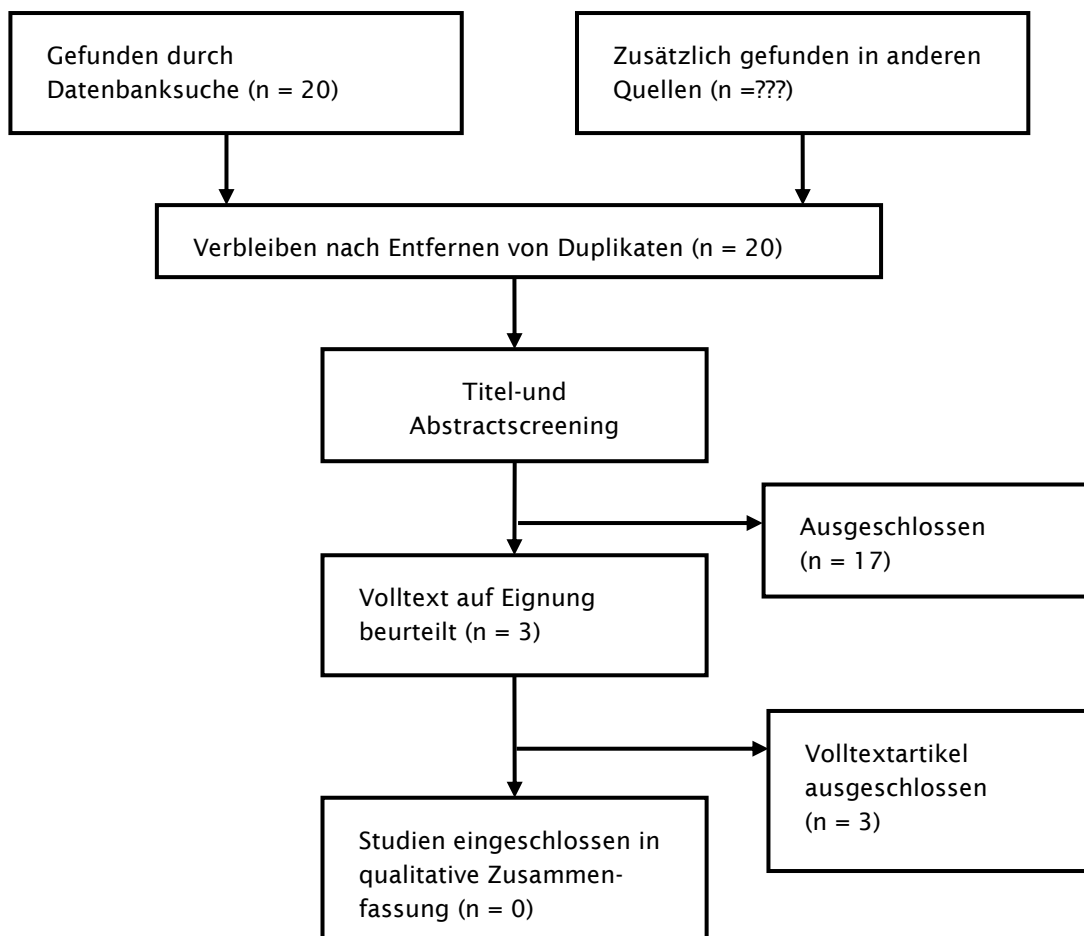 Gefunden durch
Datenbanksuche (n = 20)
Zusätzlich gefunden in anderen
Quellen (n =???)
Verbleiben nach Entfernen von Duplikaten (n = 20)
Titel-und
Abstractscreening
Ausgeschlossen
(n = 17)
Volltext auf Eignung
beurteilt (n = 3)
Volltextartikel
ausgeschlossen
(n = 3)
Studien eingeschlossen in
qualitative Zusammen-
fassung (n = 0)